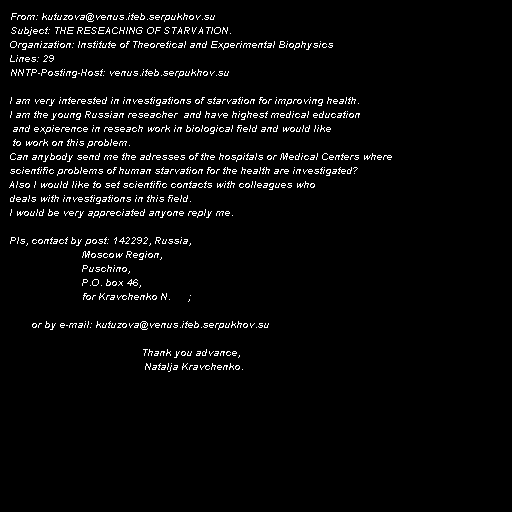 From: kutuzova@venus.iteb.serpukhov.su
Subject: THE RESEACHING OF STARVATION.
Organization: Institute of Theoretical and Experimental Biophysics
Lines: 29
NNTP-Posting-Host: venus.iteb.serpukhov.su

I am very interested in investigations of starvation for improving health.
I am the young Russian reseacher  and have highest medical education
 and expierence in reseach work in biological field and would like
 to work on this problem.
Can anybody send me the adresses of the hospitals or Medical Centers where
scientific problems of human starvation for the health are investigated?
Also I would like to set scientific contacts with colleagues who
deals with investigations in this field.
I would be very appreciated anyone reply me.

Pls, contact by post: 142292, Russia,
Moscow Region,
Puschino,
P.O. box 46,
for Kravchenko N.      ;

or by e-mail: kutuzova@venus.iteb.serpukhov.su

Thank you advance,
Natalja Kravchenko.